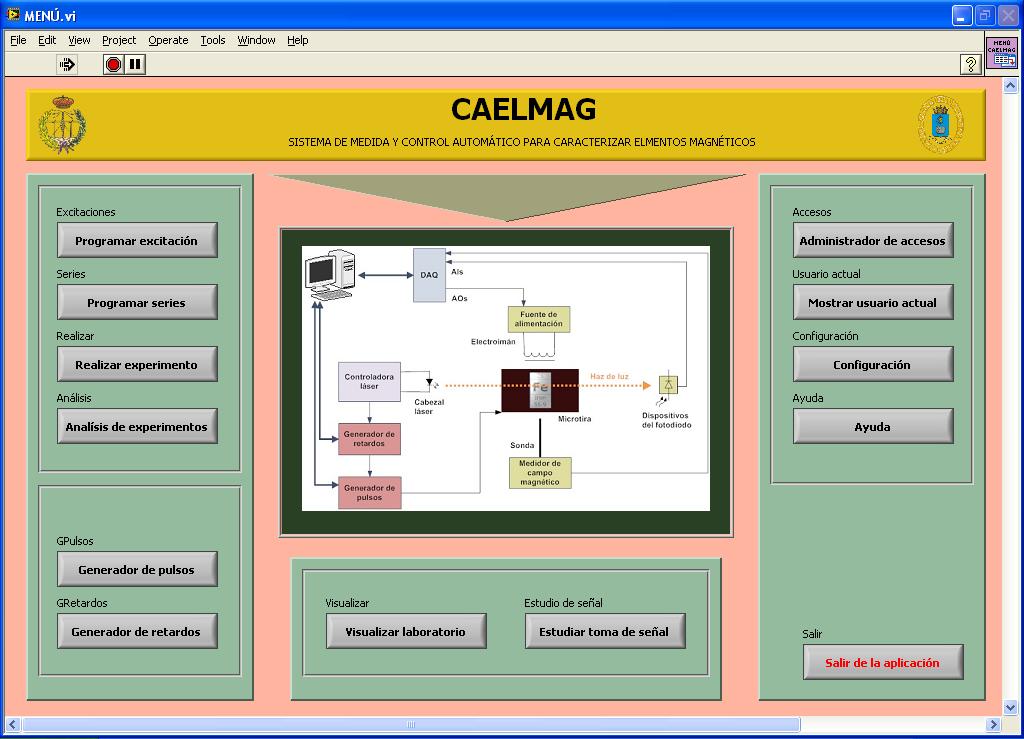 MENÚ.vi
File Edit View Project Operate Tools Window Help
MENÚ
CAELMAG
CAELMAG
SISTEMA DE MEDIDA Y CONTROL AUTOMÁTICO PARA CARACTERIZAR ELMENTOS MAGNÉTICOS
Excitaciones
Programar excitación
Series
Programar series
Realizar
Realizar experimento
Análisis
Analísis de experimentos
GPulsos
Generador de pulsos
GRetardos
Generador de retardos
DAQ
AIs
AOs
Fuente de
alimentación
Electroimán
Controladora
láser
Cabezal
láser
Fe
Haz de luz
Microtira
Dispositivos
del fotodiodo
Generador de
retardos
Sonda
Medidor de
campo
magnético
Generador de
pulsos
Visualizar
Visualizar laboratorio
Estudio de señal
Estudiar toma de señal
Accesos
Administrador de accesos
Usuario actual
Mostrar usuario actual
Configuración
Configuración
Ayuda
Ayuda
Salir
Salir de la aplicación